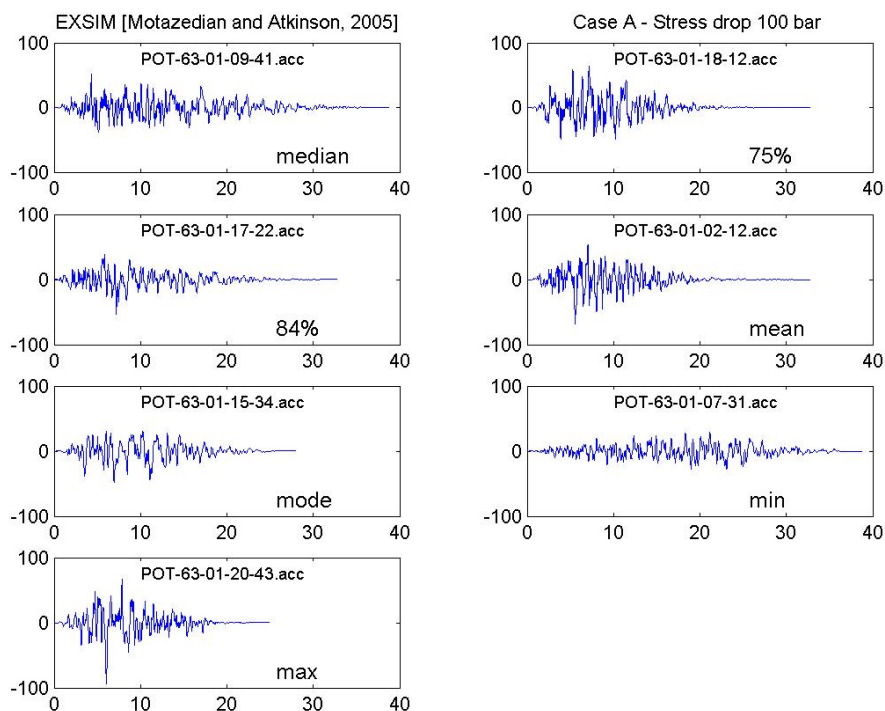 EXSIM [Motazedian and Atkinson, 2005]
Case A - Stress drop 100 bar
100
POT-63-01-09-41.acc
0
median
-100
0 10 20 30 40
100
POT-63-01-18-12.acc
0
75%
-100
0 10 20 30 40
100
POT-63-01-17-22.acc
0
84%
-100
0 10 20 30 40
100
POT-63-01-02-12.acc
0
mean
-100
0 10 20 30 40
100
POT-63-01-15-34.acc
0
mode
-100
0 10 20 30 40
100
POT-63-01-07-31.acc
0
min
-100
0 10 20 30 40
100
POT-63-01-20-43.acc
0
max
-100
0 10 20 30 40